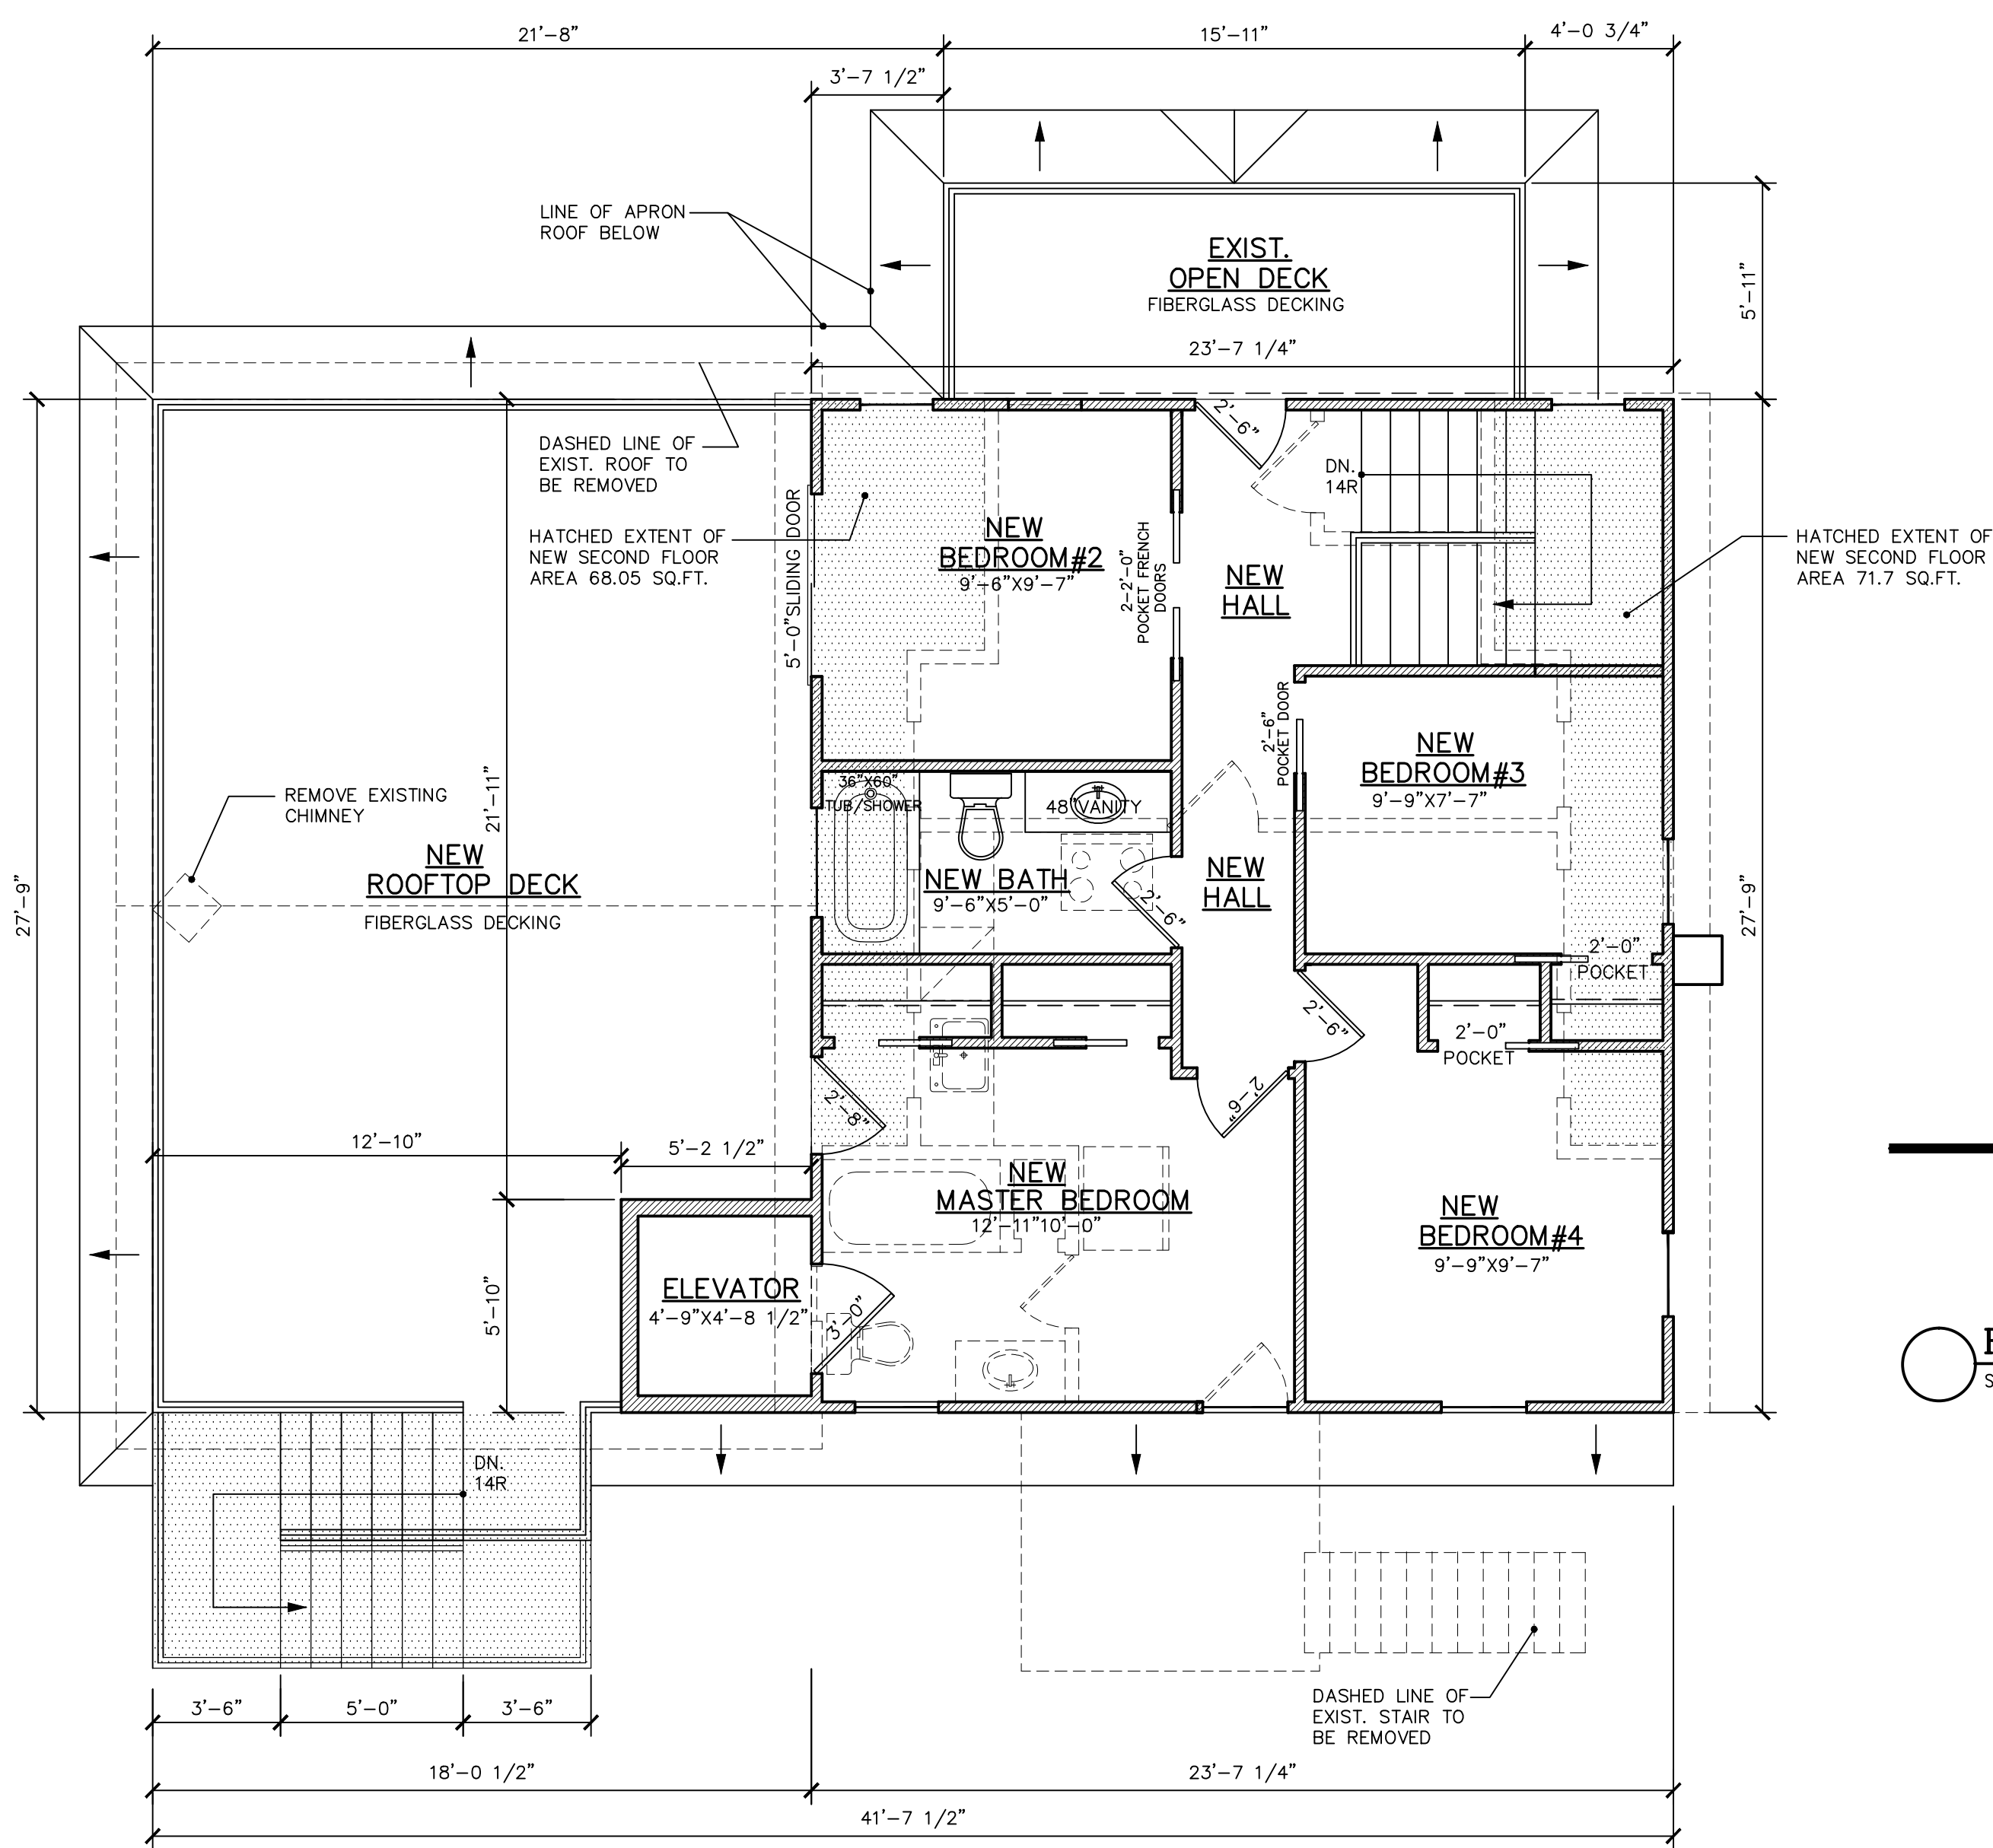 21'-8"
15'-11"
4'-0 3/4"
3'-7 1/2"
LINE OF APRON
ROOF BELOW
EXIST.
OPEN DECK
FIBERGLASS DECKING
5'-11"
23'-7 1/4"
2'-6"
DASHED LINE OF
EXIST. ROOF TO
BE REMOVED
DN.
14R
HATCHED EXTENT OF
NEW SECOND FLOOR
AREA 68.05 SQ.FT.
5'-0"SLIDING DOOR
NEW
BEDROOM#2
9'-6"X9'-7"
2-2'-0"
POCKET FRENCH
DOORS
NEW
HALL
HATCHED EXTENT OF
NEW SECOND FLOOR
AREA 71.7 SQ.FT.
2'-6"
POCKET DOOR
NEW
BEDROOM#3
9'-9"X7'-7"
REMOVE EXISTING
CHIMNEY
21'-11"
36"X60"
TUB/SHOWER
48"VANITY
NEW
ROOFTOP DECK
FIBERGLASS DECKING
NEW BATH
9'-6"X5'-0"
2'-6"
NEW
HALL
27'-9"
27'-9"
2'-0"
POCKET
2'-6"
2'-0"
POCKET
2'-8"
2'-6"
12'-10"
5'-2 1/2"
NEW
MASTER BEDROOM
12'-11"10'-0"
NEW
BEDROOM#4
9'-9"X9'-7"
5'-10"
ELEVATOR
4'-9"X4'-8 1/2"
3'-0"
DN.
14R
3'-6"
5'-0"
3'-6"
DASHED LINE OF
EXIST. STAIR TO
BE REMOVED
18'-0 1/2"
23'-7 1/4"
41'-7 1/2"